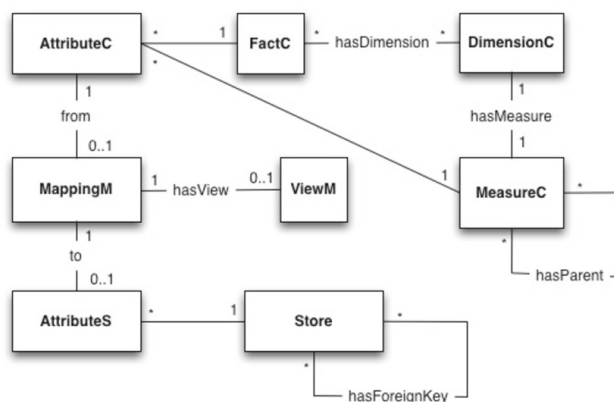 AttributeC
*
1
FactC
*
hasDimension
*
DimensionC
*
1
from
0..1
1
hasMeasure
1
MappingM
1
hasView
0..1
ViewM
1
MeasureC
*
1
to
0..1
*
hasParent
AttributeS
*
1
Store
*
*
hasForeignKey